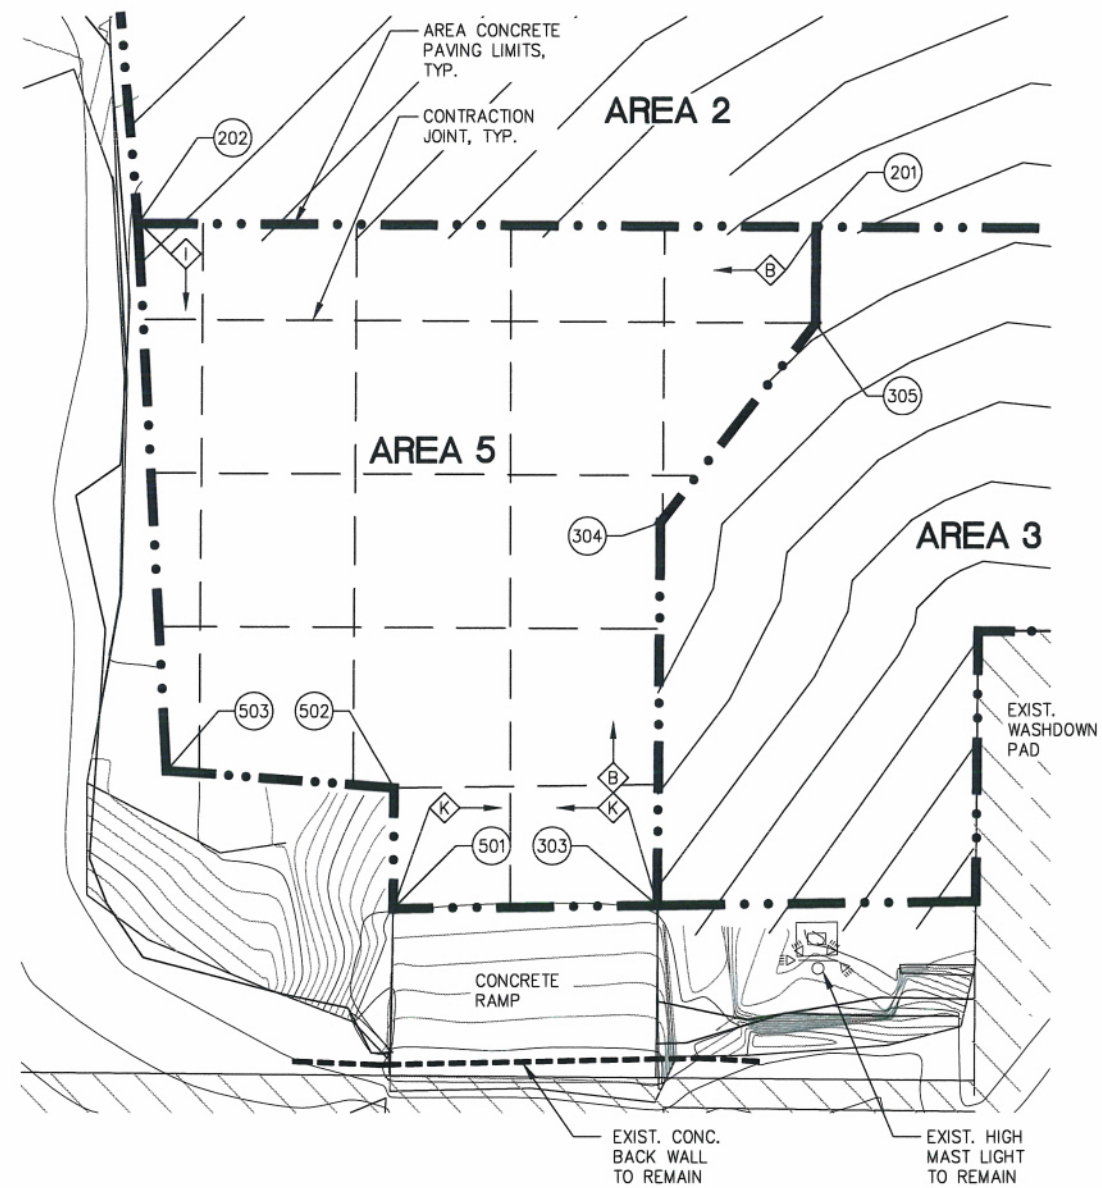 AREA CONCRETE
PAVING LIMITS,
TYP.
AREA 2
CONTRACTION
JOINT, TYP.
202
201
I
B
305
AREA 5
304
AREA 3
503
502
EXIST.
WASHDOWN
PAD
B
K
K
501
303
CONCRETE
RAMP
EXIST. CONC.
BACK WALL
TO REMAIN
EXIST. HIGH
MAST LIGHT
TO REMAIN